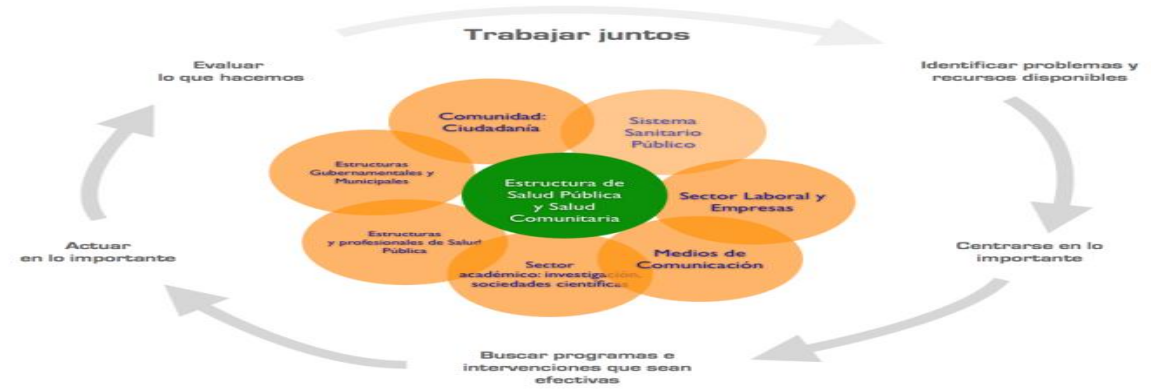 Trabajar juntos
Evaluar
lo que hacemos
Identificar problemas y
recursos disponibles
Comunidad:
Ciudadanía
Sistema
Sanitario
Público
Estructuras
Gubernamentales y
Municipales
Estructura de
Salud Pública
y Salud
Comunitaria
Sector Laboral y
Empresas
Estructuras
y profesionales de Salud
Pública
Medios de
Comunicación
Sector
académico: investigación,
sociedades científicas
Actuar
en lo importante
Centrarse en lo
importante
Buscar programas e
intervenciones que sean
efectivas